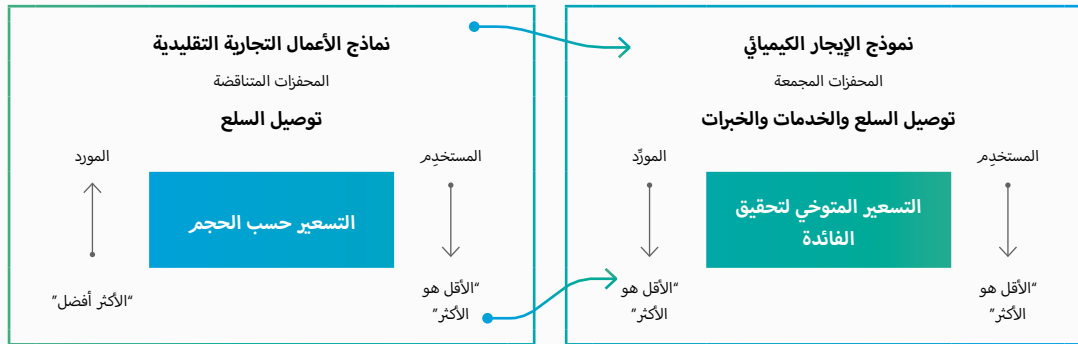 نماذج الأعمال التجارية التقليدية
المحفزات المتناقضة
توصيل السلع
المستخدِم
المورد
التسعير حسب الحجم
“الأقل هو
الأكثر”
“الأكثر أفضل”
نموذج الإيجار الكيميائي
المحفزات المجمعة
توصيل السلع والخدمات والخبرات
المستخدِم
المورِّد
التسعير المتوخي لتحقيق
الفائدة
“الأقل هو
الأكثر”
“الأقل هو
الأكثر”